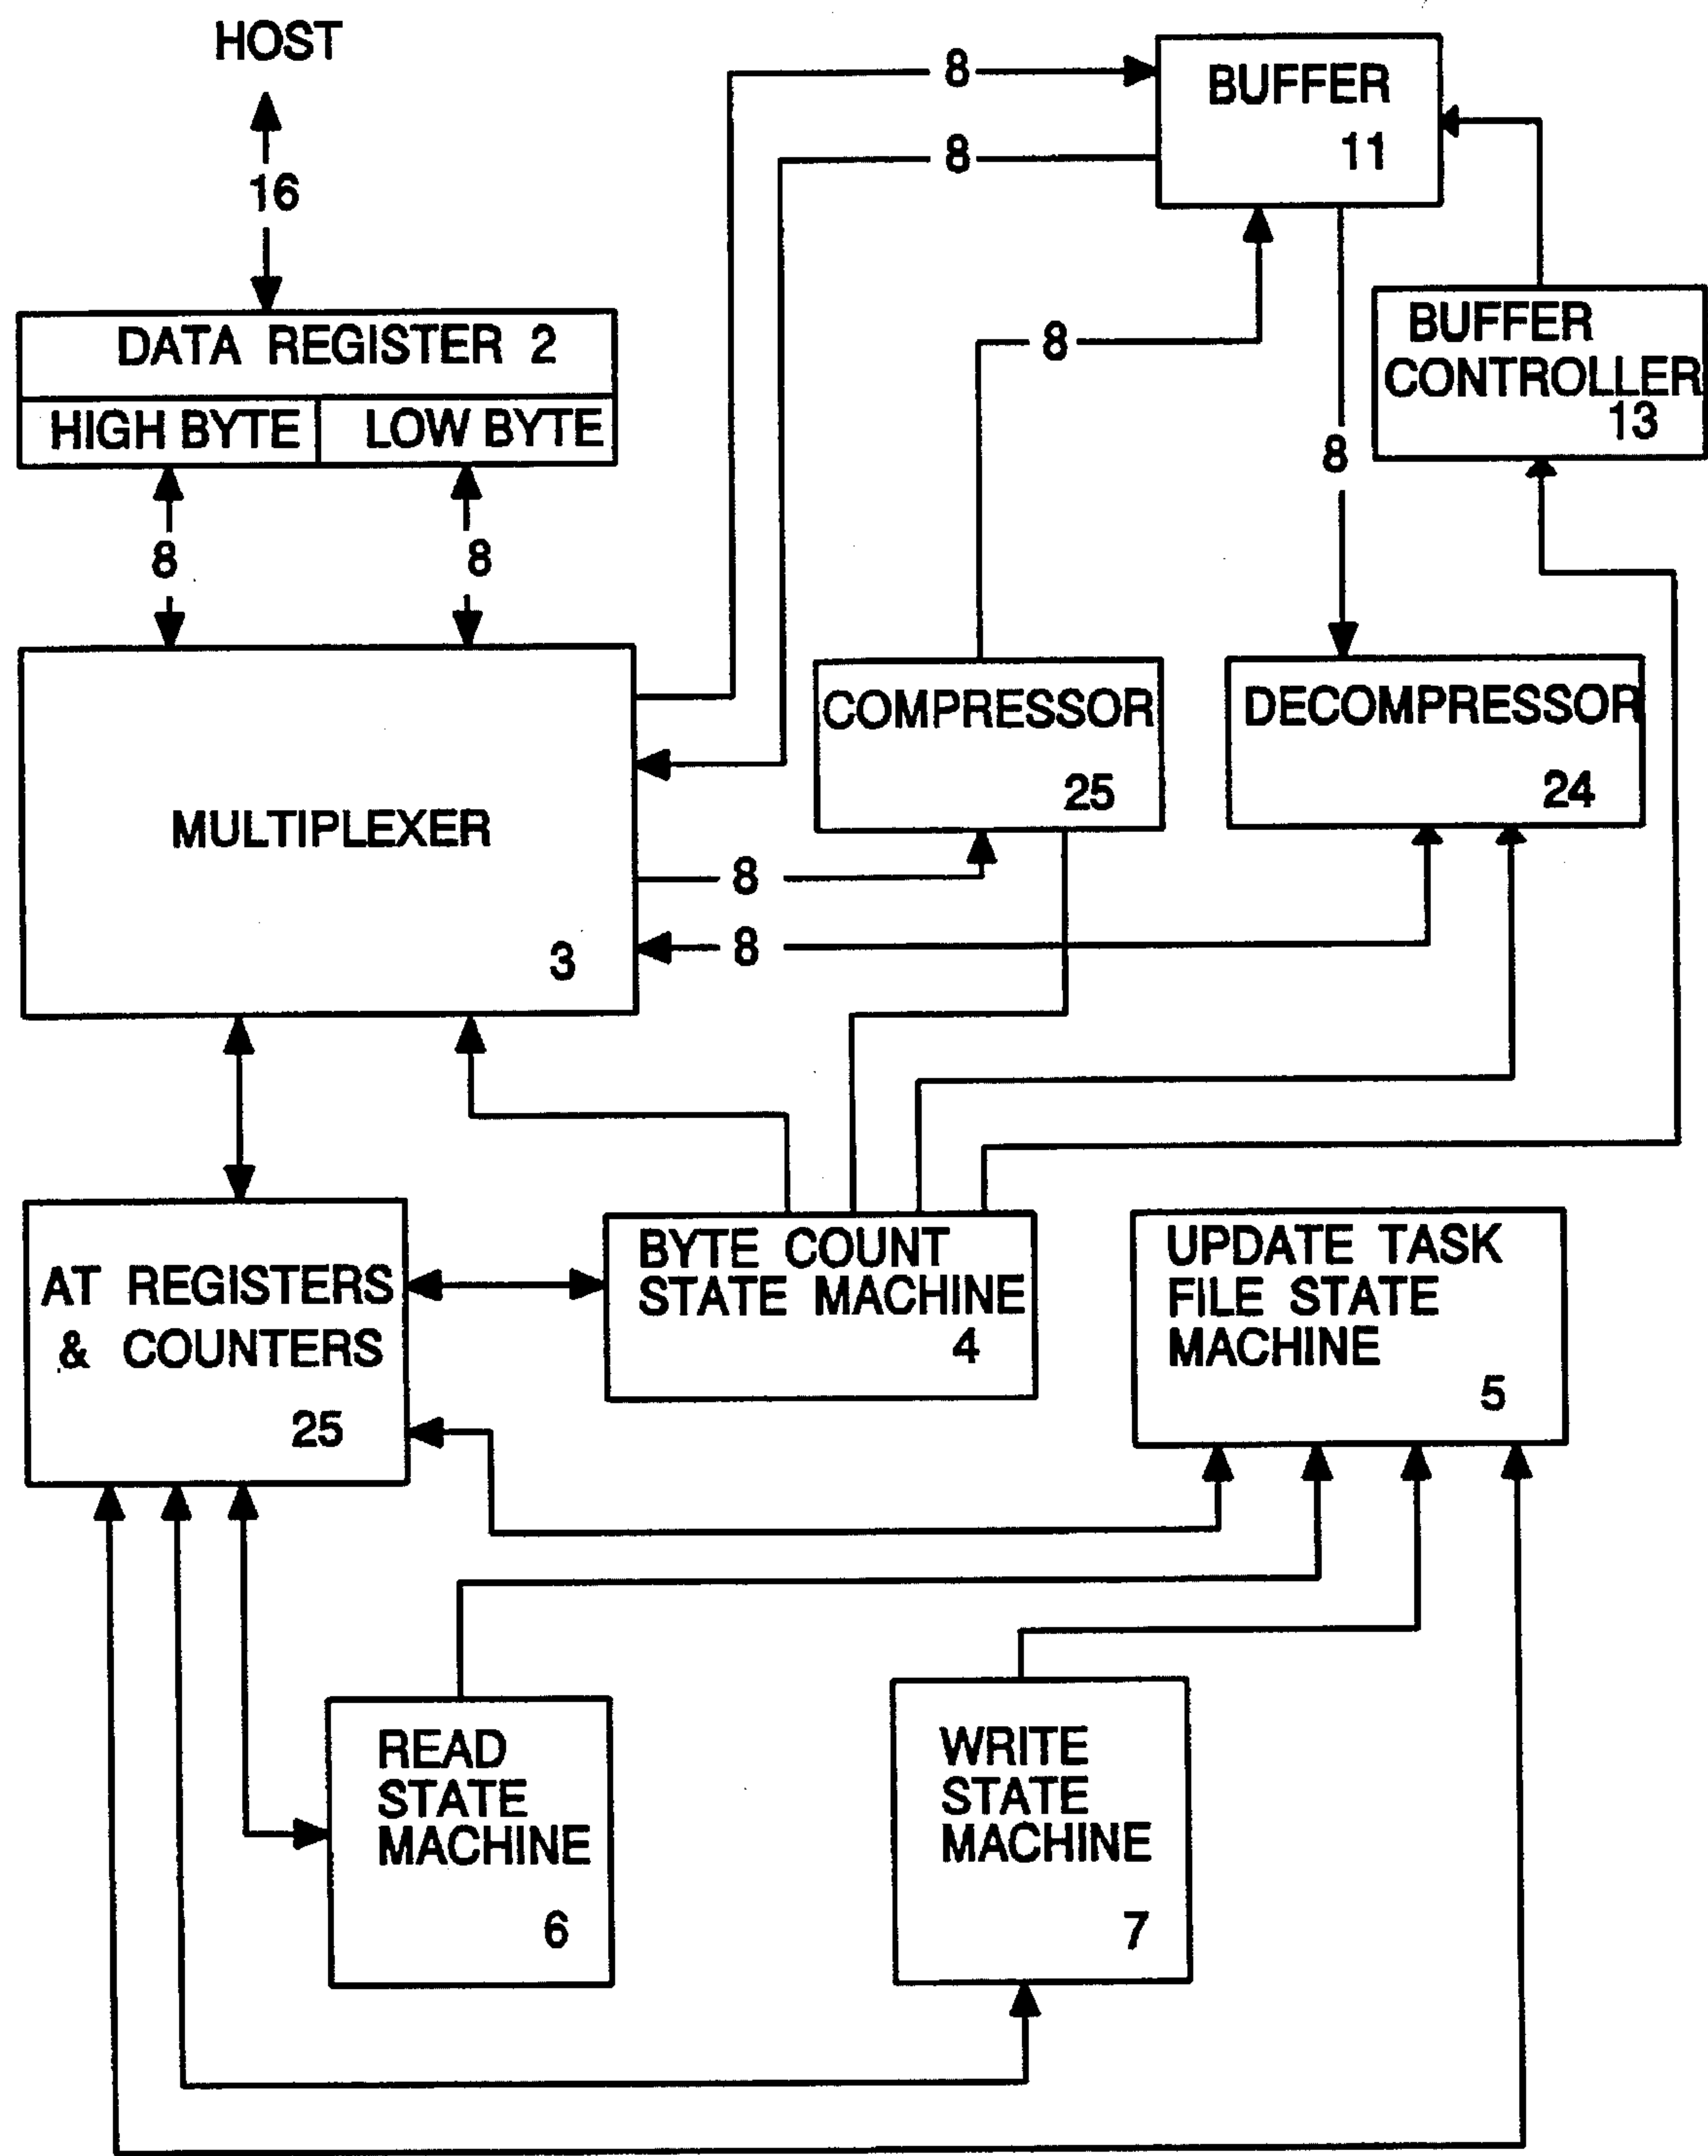 HOST
16
DATA REGISTER 2
HIGH BYTE
LOW BYTE
8
8
8
8
BUFFER
11
8
8
BUFFER
CONTROLLER
13
MULTIPLEXER
3
COMPRESSOR
25
DECOMPRESSOR
24
8
8
AT REGISTERS
& COUNTERS
25
BYTE COUNT
STATE MACHINE
4
UPDATE TASK
FILE STATE
MACHINE
5
READ
STATE
MACHINE
6
WRITE
STATE
MACHINE
7